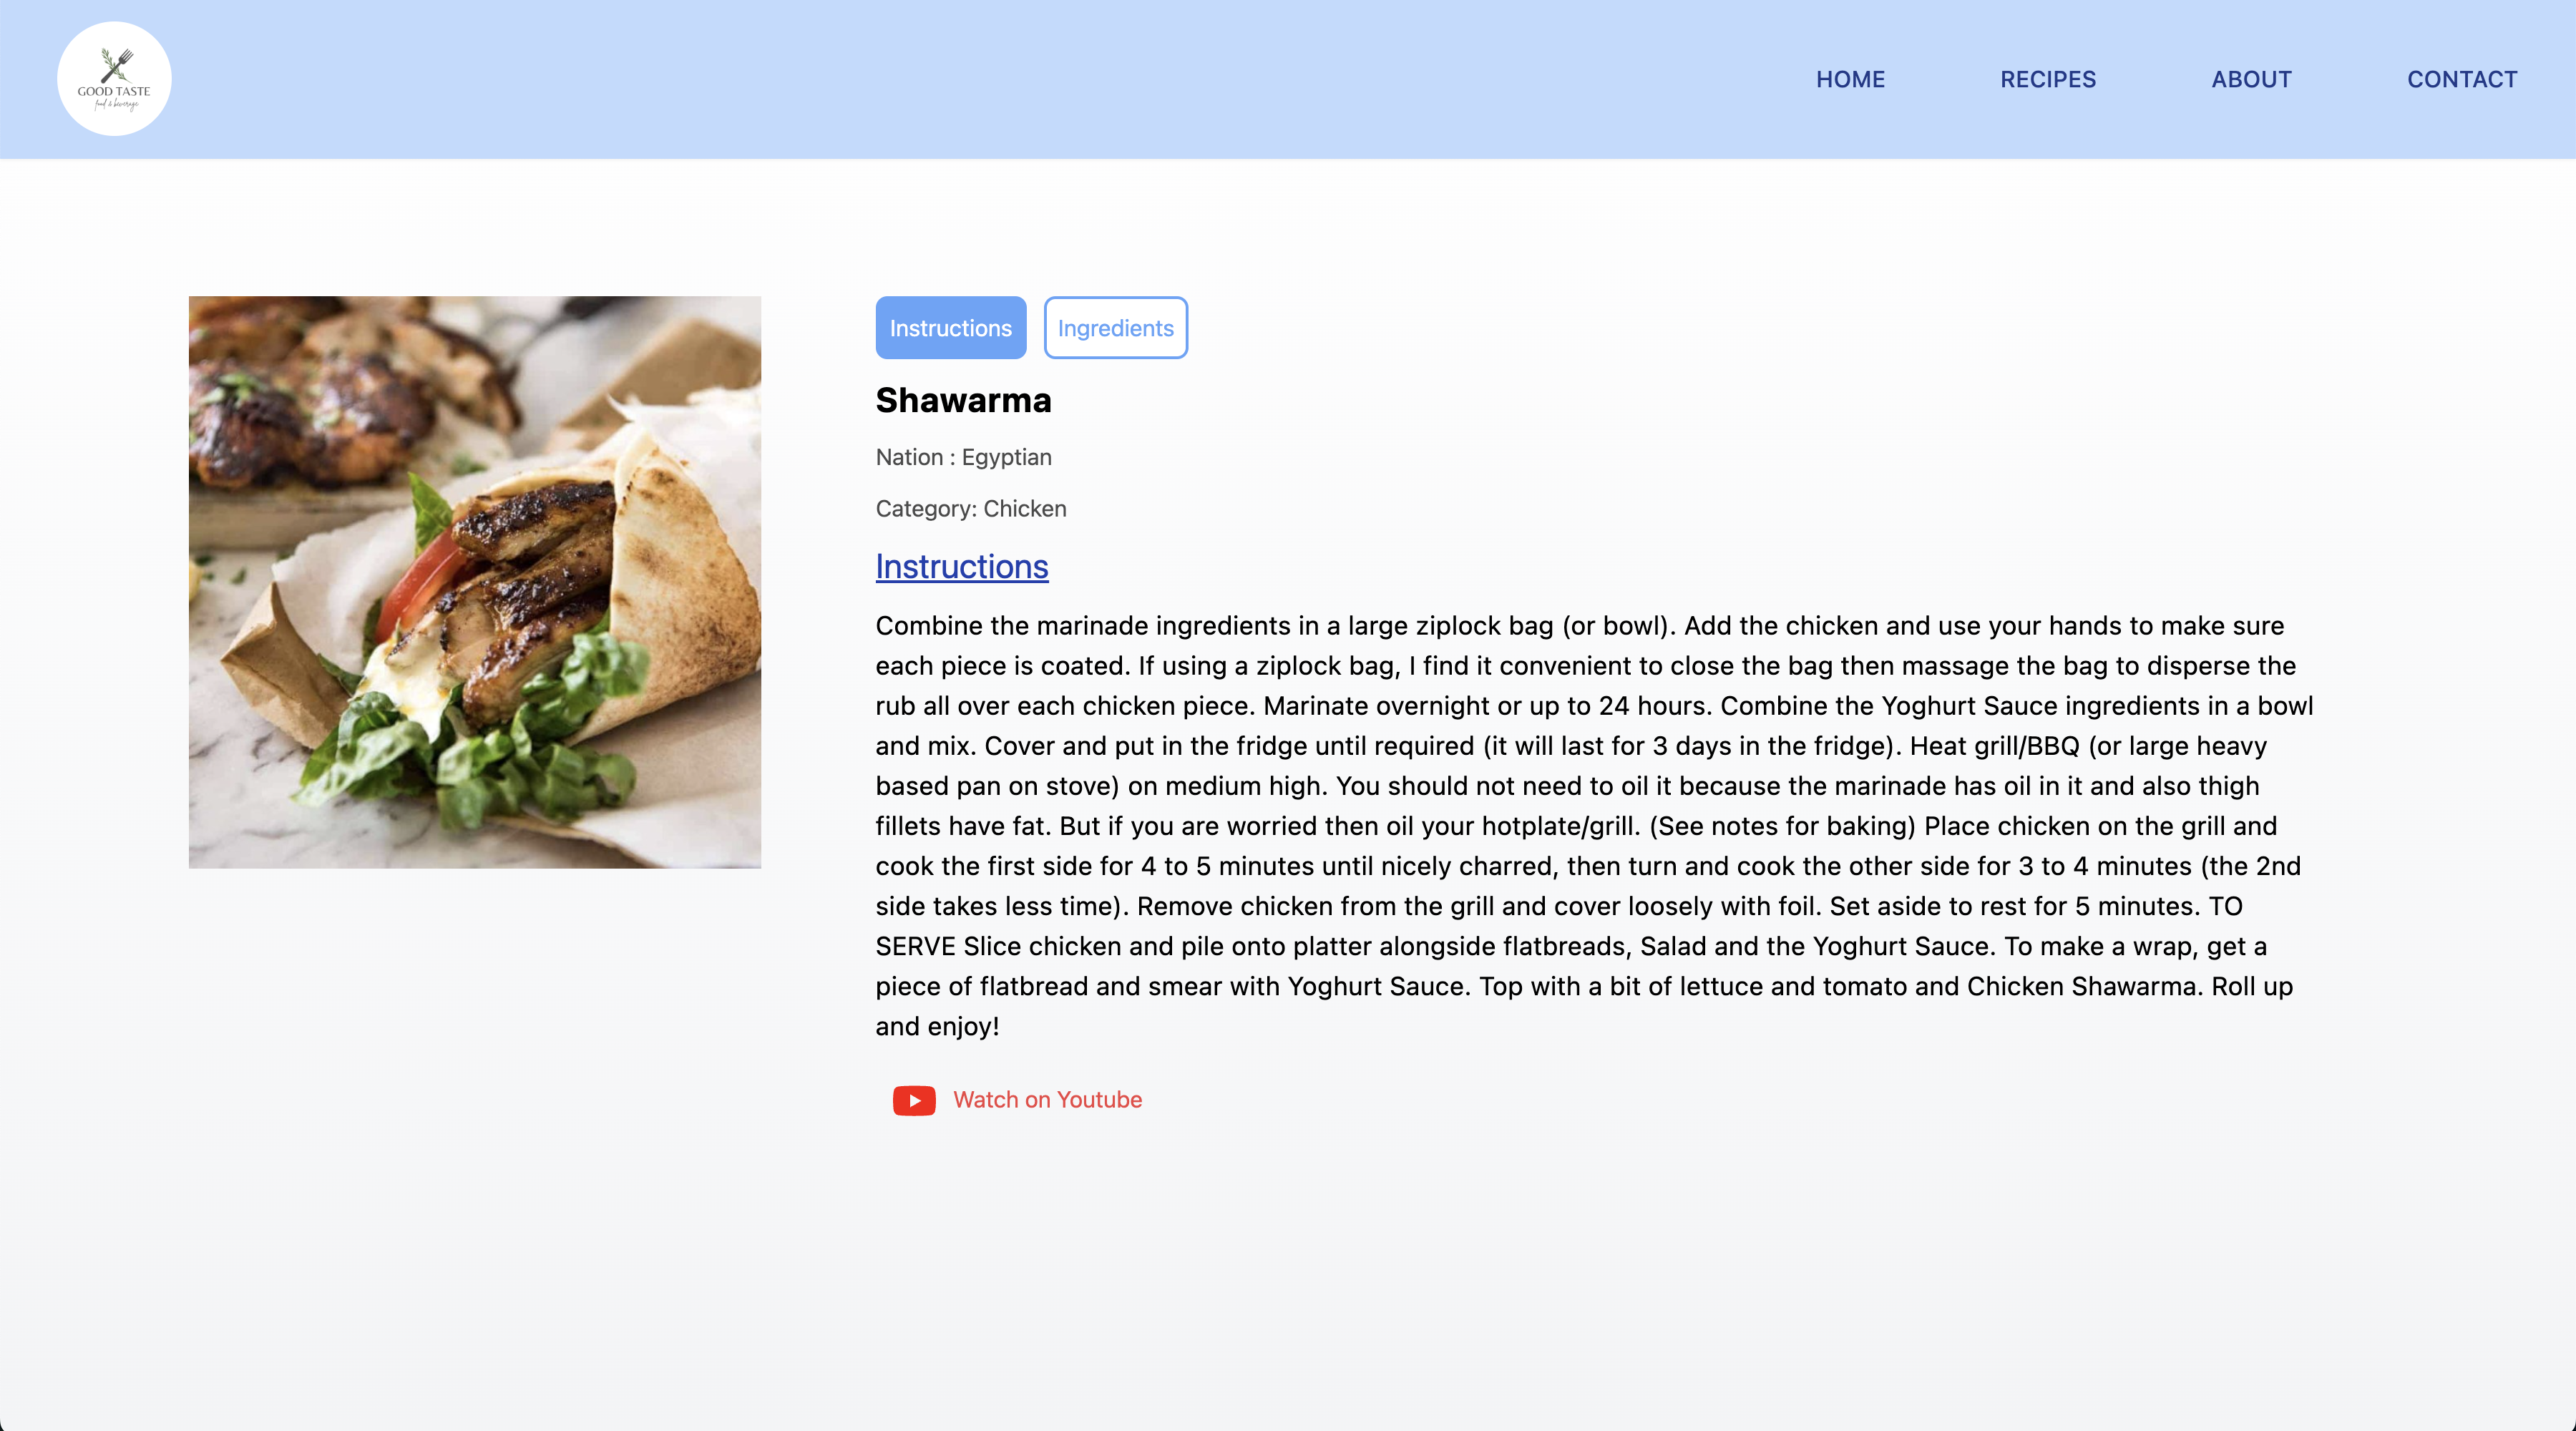 GOOD TASTE
food & beverage
HOME
RECIPES
ABOUT
CONTACT
Instructions
Ingredients
Shawarma
Nation : Egyptian
Category: Chicken
Instructions
Combine the marinade ingredients in a large ziplock bag (or bowl). Add the chicken and use your hands to make sure
each piece is coated. If using a ziplock bag, I find it convenient to close the bag then massage the bag to disperse the
rub all over each chicken piece. Marinate overnight or up to 24 hours. Combine the Yoghurt Sauce ingredients in a bowl
and mix. Cover and put in the fridge until required (it will last for 3 days in the fridge). Heat grill/BBQ (or large heavy
based pan on stove) on medium high. You should not need to oil it because the marinade has oil in it and also thigh
fillets have fat. But if you are worried then oil your hotplate/grill. (See notes for baking) Place chicken on the grill and
cook the first side for 4 to 5 minutes until nicely charred, then turn and cook the other side for 3 to 4 minutes (the 2nd
side takes less time). Remove chicken from the grill and cover loosely with foil. Set aside to rest for 5 minutes. TO
SERVE Slice chicken and pile onto platter alongside flatbreads, Salad and the Yoghurt Sauce. To make a wrap, get a
piece of flatbread and smear with Yoghurt Sauce. Top with a bit of lettuce and tomato and Chicken Shawarma. Roll up
and enjoy!
Watch on Youtube